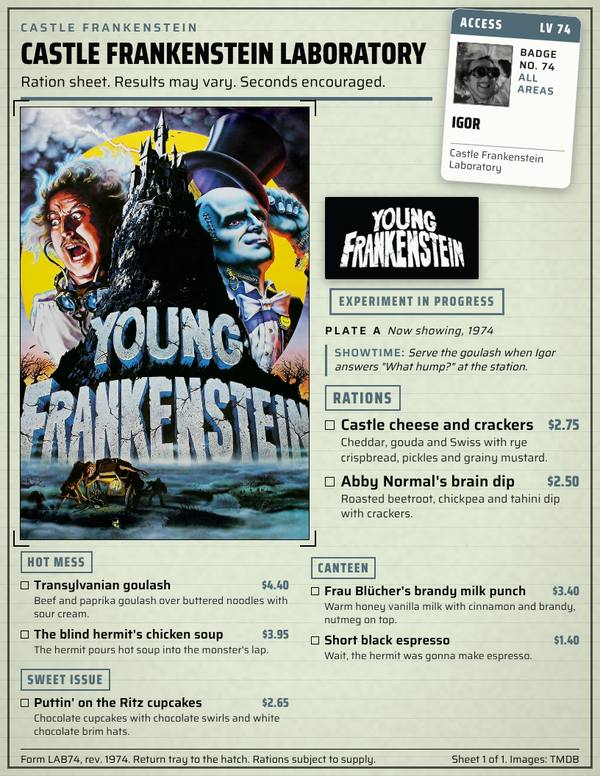 CASTLE FRANKENSTEIN
CASTLE FRANKENSTEIN LABORATORY
Ration sheet. Results may vary. Seconds encouraged.
ACCESS LV 74
BADGE
NO. 74
ALL
AREAS
IGOR
Castle Frankenstein
Laboratory
YOUNG
FRANKENSTEIN
YOUNG
FRANKENSTEIN
EXPERIMENT IN PROGRESS
PLATE A Now showing, 1974
SHOWTIME: Serve the goulash when Igor
answers "What hump?" at the station.
RATIONS
Castle cheese and crackers $2.75
Cheddar, gouda and Swiss with rye
crispbread, pickles and grainy mustard.
Abby Normal's brain dip $2.50
Roasted beetroot, chickpea and tahini dip
with crackers.
HOT MESS
Transylvanian goulash $4.40
Beef and paprika goulash over buttered noodles with
sour cream.
The blind hermit's chicken soup $3.95
The hermit pours hot soup into the monster's lap.
SWEET ISSUE
Puttin' on the Ritz cupcakes $2.65
Chocolate cupcakes with chocolate swirls and white
chocolate brim hats.
CANTEEN
Frau Blücher's brandy milk punch $3.40
Warm honey vanilla milk with cinnamon and brandy,
nutmeg on top.
Short black espresso $1.40
Wait, the hermit was gonna make espresso.
Form LAB74, rev. 1974. Return tray to the hatch. Rations subject to supply.
Sheet 1 of 1. Images: TMDB